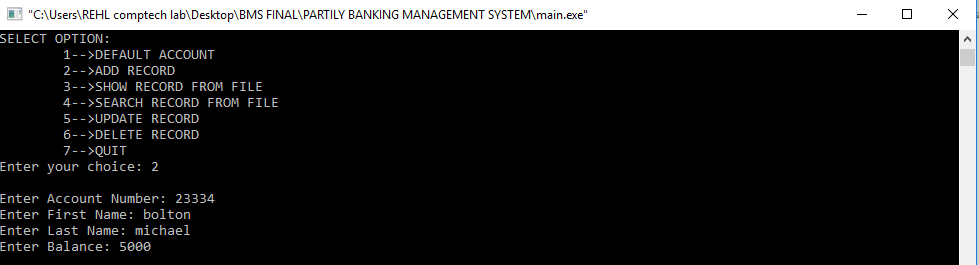 "C:\Users\REHL comptech lab\Desktop\BMS FINAL\PARTILY BANKING MANAGEMENT SYSTEM\main.exe"
SELECT OPTION:
1-->DEFAULT ACCOUNT
2-->ADD RECORD
3-->SHOW RECORD FROM FILE
4-->SEARCH RECORD FROM FILE
5-->UPDATE RECORD
6-->DELETE RECORD
7-->QUIT
Enter your choice: 2
Enter Account Number: 23334
Enter First Name: bolton
Enter Last Name: michael
Enter Balance: 5000